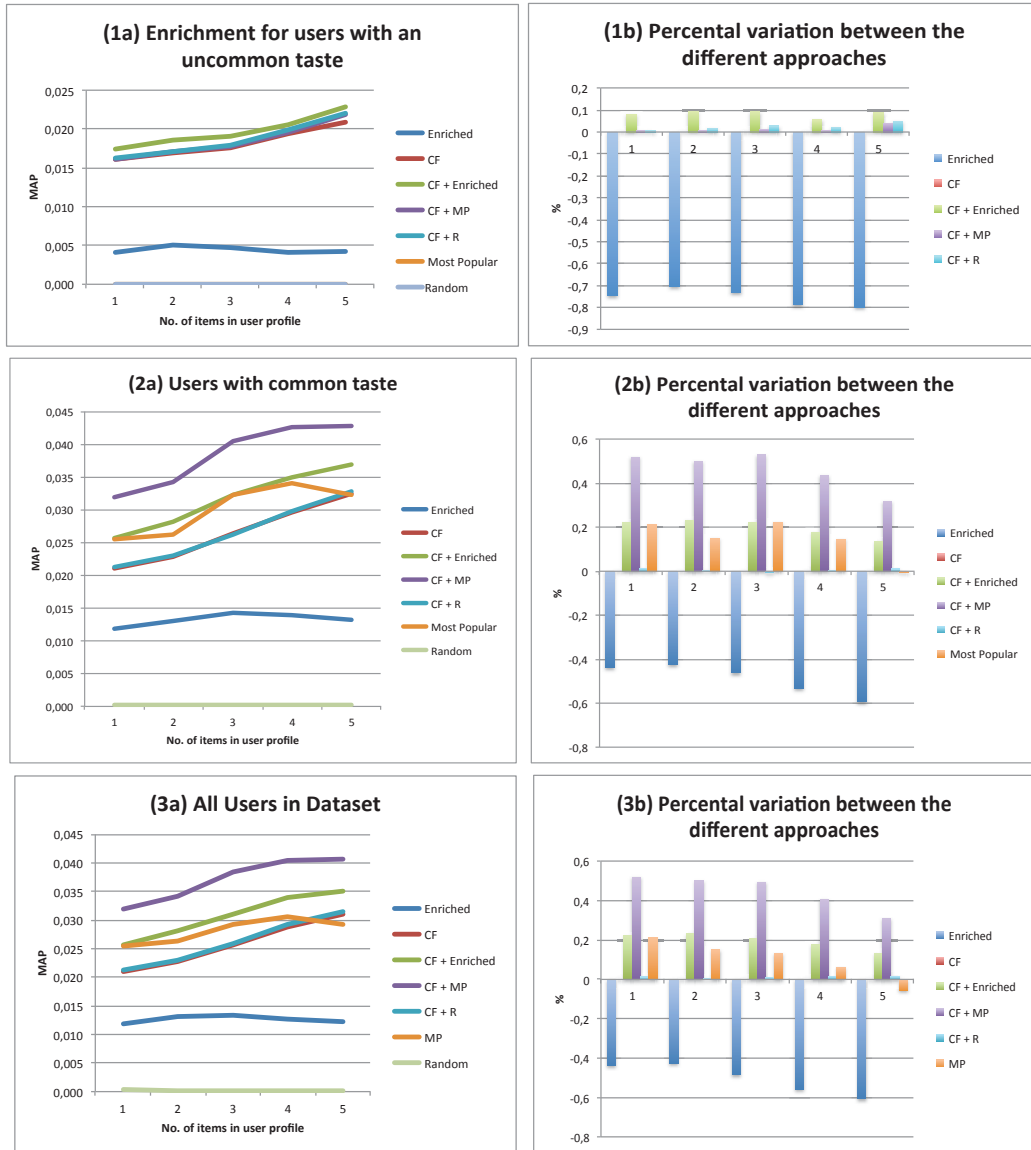 (1a) Enrichment for users with an
uncommon taste
0,025
0,020
0,015
0,010
0,005
0,000
MAP
1 2 3 4 5
No. of items in user profile
Enriched
CF
CF + Enriched
CF + MP
CF + R
Most Popular
Random
(1b) Percental variation between the
different approaches
0,2
0,1
0
-0,1
-0,2
-0,3
-0,4
-0,5
-0,6
-0,7
-0,8
-0,9
%
1 2 3 4 5
Enriched
CF
CF + Enriched
CF + MP
CF + R
(2a) Users with common taste
0,045
0,040
0,035
0,030
0,025
0,020
0,015
0,010
0,005
0,000
MAP
1 2 3 4 5
No. of items in user profile
Enriched
CF
CF + Enriched
CF + MP
CF + R
Most Popular
Random
(2b) Percental variation between the
different approaches
0,6
0,4
0,2
0
-0,2
-0,4
-0,6
-0,8
%
1 2 3 4 5
Enriched
CF
CF + Enriched
CF + MP
CF + R
Most Popular
(3a) All Users in Dataset
0,045
0,040
0,035
0,030
0,025
0,020
0,015
0,010
0,005
0,000
MAP
1 2 3 4 5
No. of items in user profile
Enriched
CF
CF + Enriched
CF + MP
CF + R
MP
Random
(3b) Percental variation between the
different approaches
0,6
0,4
0,2
0
-0,2
-0,4
-0,6
-0,8
%
1 2 3 4 5
Enriched
CF
CF + Enriched
CF + MP
CF + R
MP